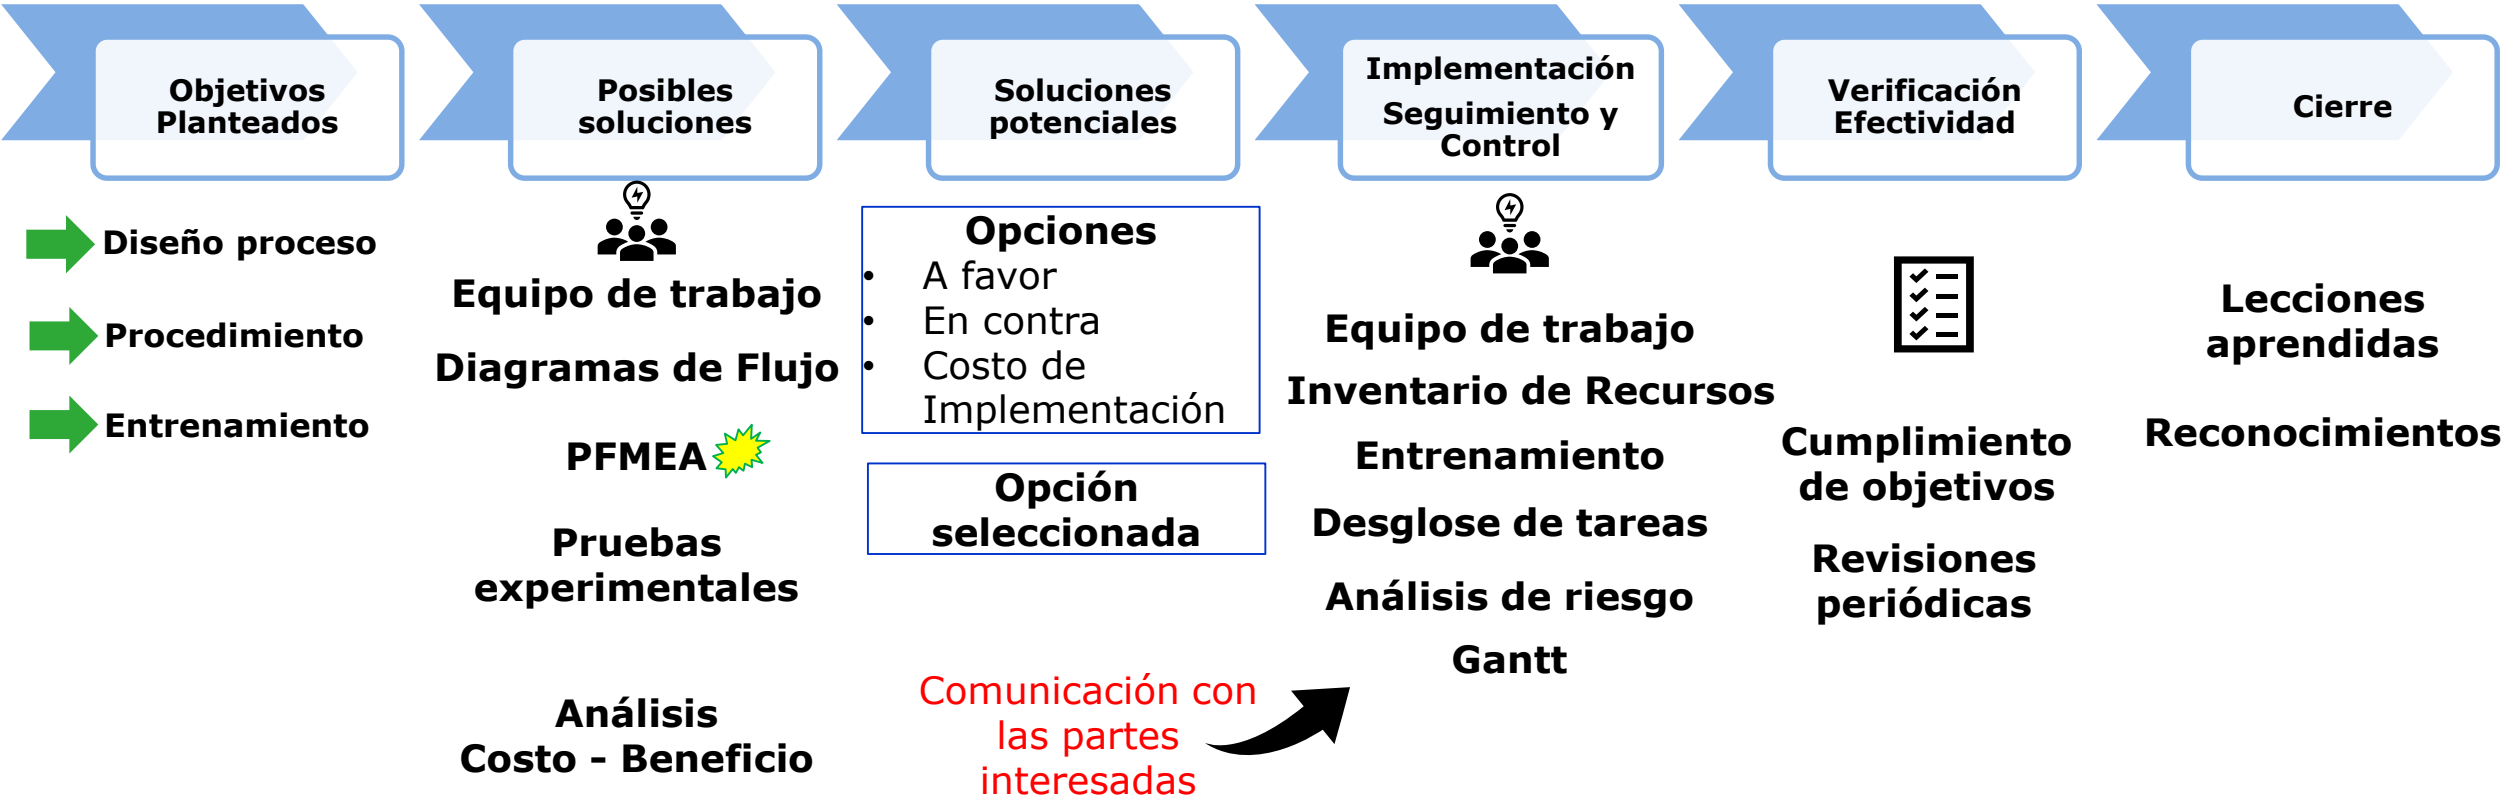 Objetivos
Planteados
Posibles
soluciones
Soluciones
potenciales
Implementación
Seguimiento y
Control
Verificación
Efectividad
Cierre
Diseño proceso
Procedimiento
Entrenamiento
Equipo de trabajo
Diagramas de Flujo
PFMEA
Pruebas
experimentales
Análisis
Costo – Beneficio
Opciones
• A favor
• En contra
• Costo de
Implementación
Opción
seleccionada
Comunicación con
las partes
interesadas
Equipo de trabajo
Inventario de Recursos
Entrenamiento
Desglose de tareas
Análisis de riesgo
Gantt
Cumplimiento
de objetivos
Revisiones
periódicas
Lecciones
aprendidas
Reconocimientos